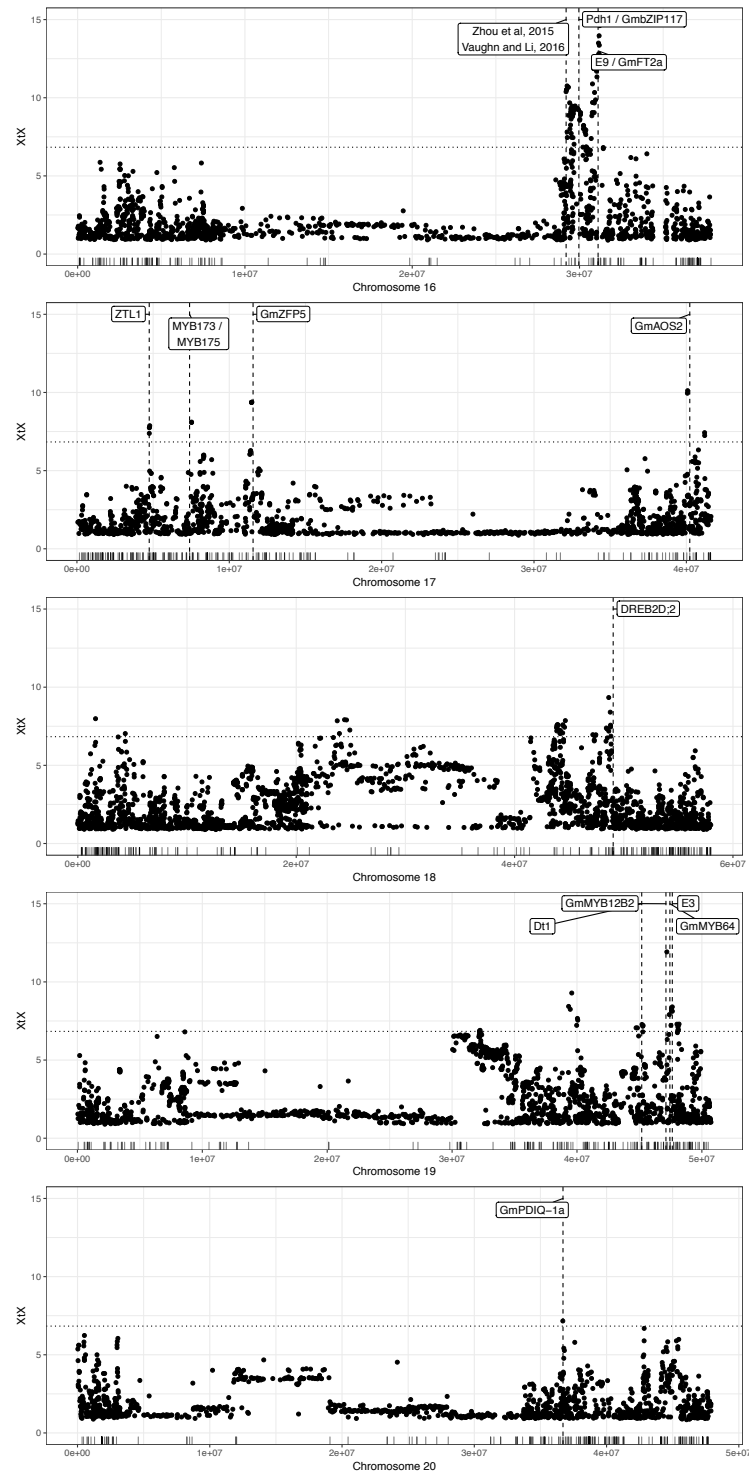 Zhou et al, 2015
Vaughn and Li, 2016
Pdh1 / GmbZIP117
E9 / GmFT2a
15
10
5
0
XtX
0e+00
1e+07
2e+07
3e+07
Chromosome 16
ZTL1
MYB173 /
MYB175
GmZFP5
GmAOS2
15
10
5
0
XtX
0e+00
1e+07
2e+07
3e+07
4e+07
Chromosome 17
DREB2D;2
15
10
5
0
XtX
0e+00
2e+07
4e+07
6e+07
Chromosome 18
GmMYB12B2
E3
Dt1
GmMYB64
15
10
5
0
XtX
0e+00
1e+07
2e+07
3e+07
4e+07
5e+07
Chromosome 19
GmPDIQ−1a
15
10
5
0
XtX
0e+00
1e+07
2e+07
3e+07
4e+07
5e+07
Chromosome 20